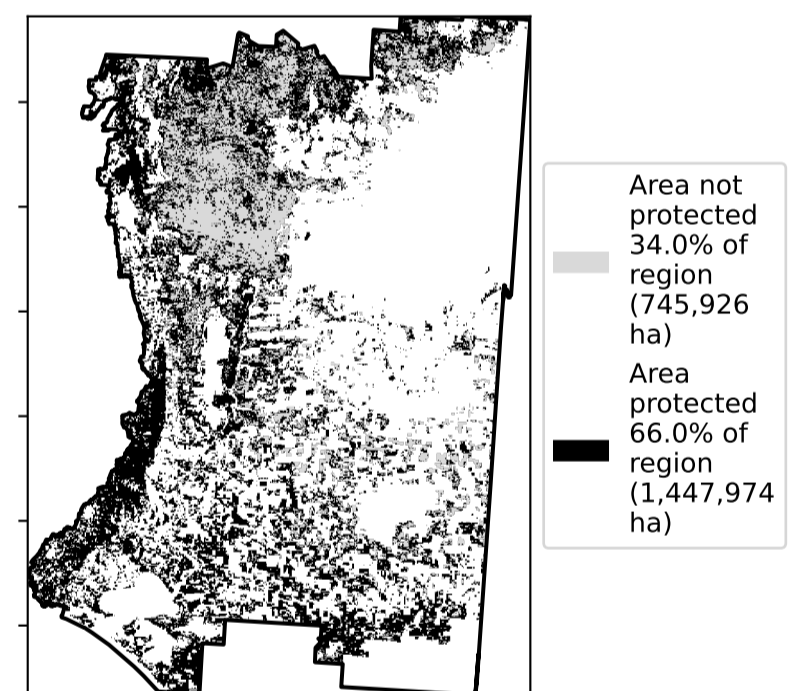 Area not
protected
34.0% of
region
(745,926
ha)
Area
protected
66.0% of
region
(1,447,974
ha)